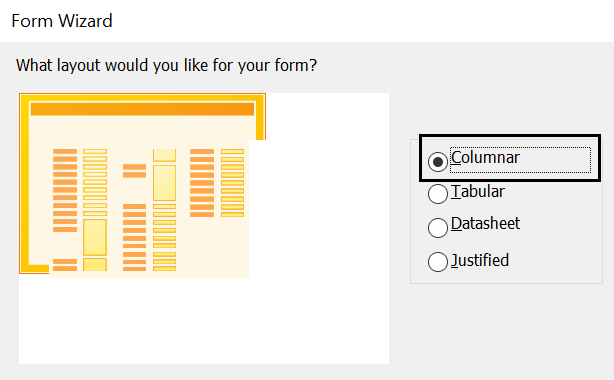 Form Wizard
What layout would you like for your form?
Columnar
Tabular
Datasheet
Justified